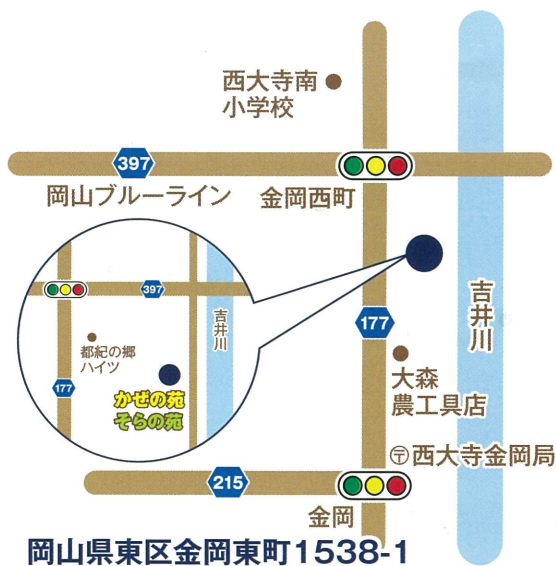 西大寺南
小学校
397
岡山ブルーライン
金岡西町
397
吉井川
都紀の郷
ハイツ
177
かぜの苑
そらの苑
177
吉井川
大森
農工具店
〶西大寺金岡局
215
金岡
岡山県東区金岡東町1538-1